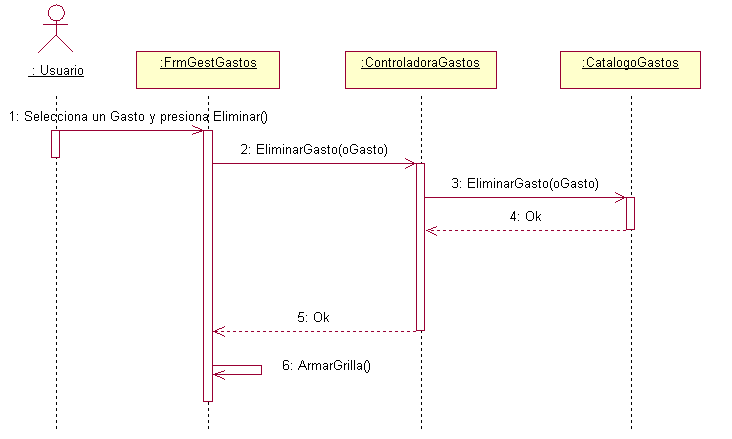 : Usuario
:FrmGestGastos
:ControladoraGastos
:CatalogoGastos
1: Selecciona un Gasto y presiona Eliminar()
2: EliminarGasto(oGasto)
3: EliminarGasto(oGasto)
4: Ok
5: Ok
6: ArmarGrilla()